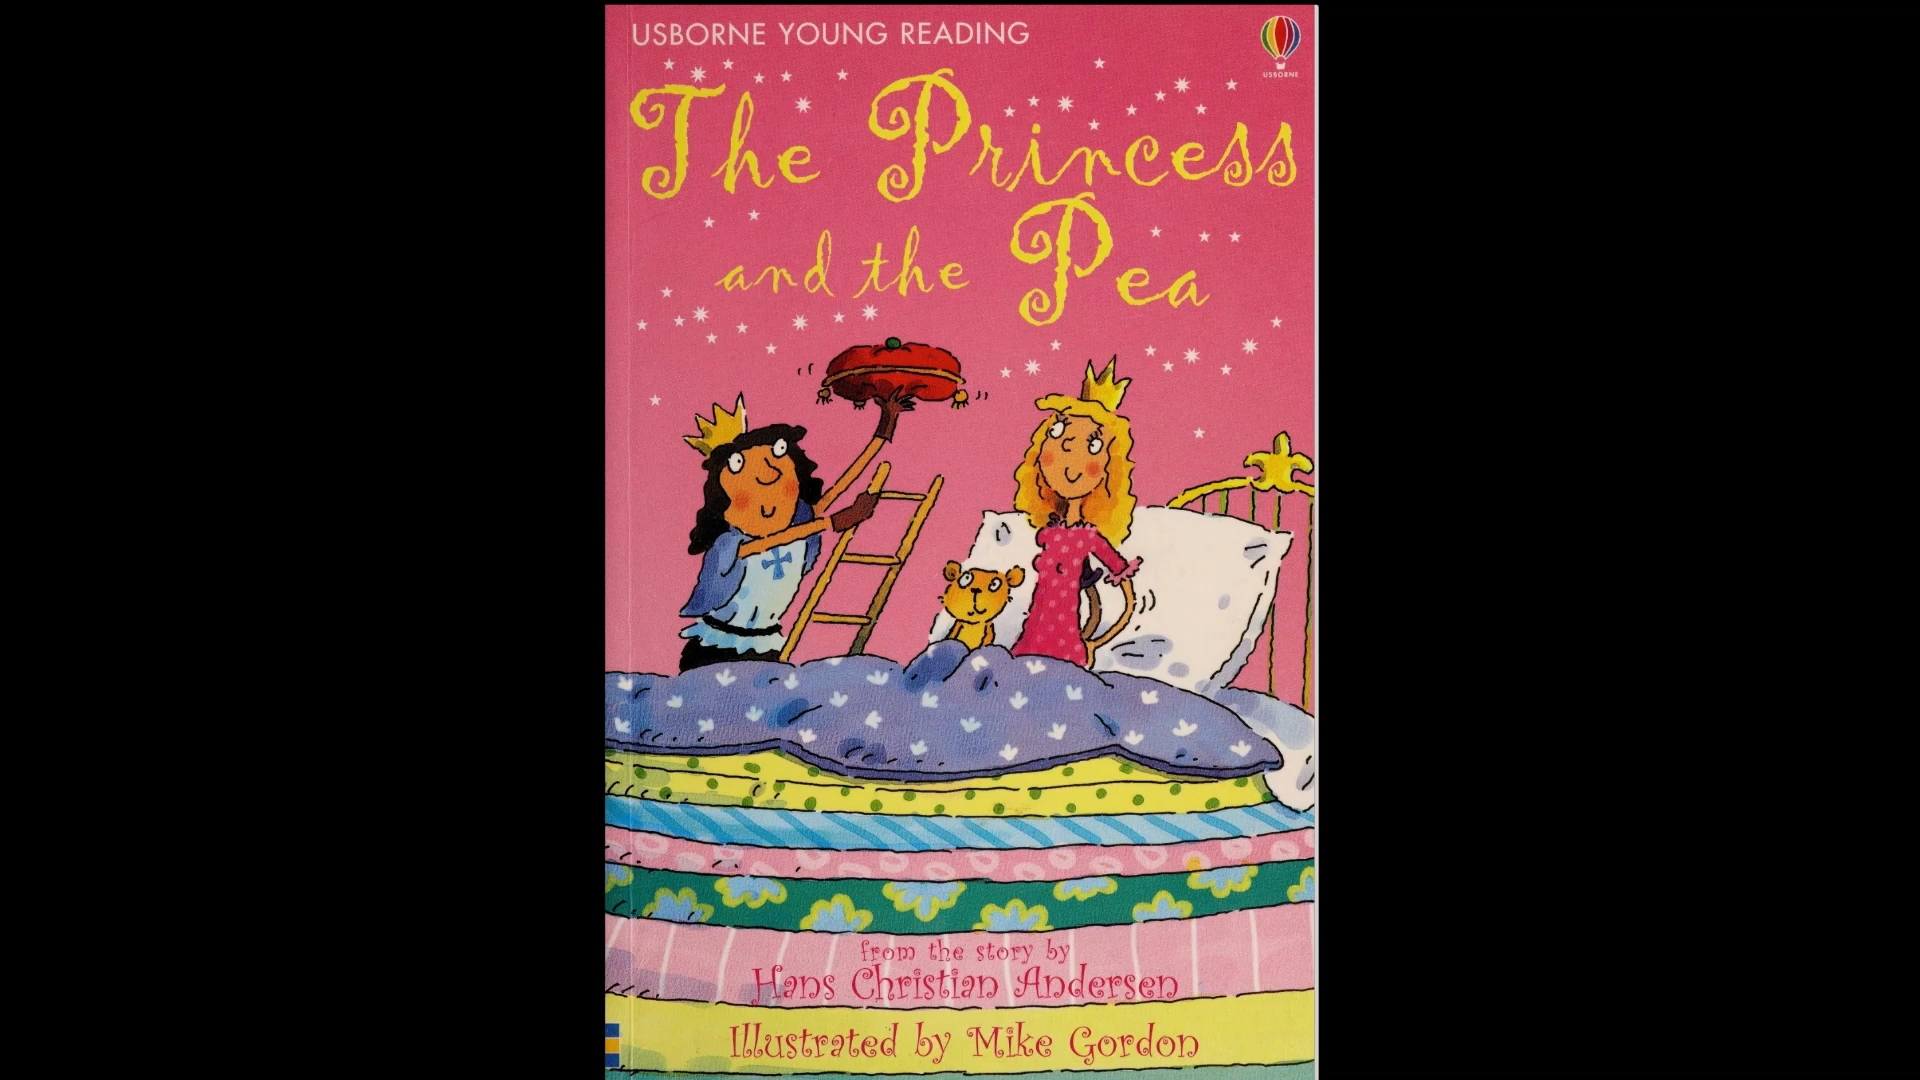 USBORNE YOUNG READING
USBORNE
The Princess
and the Pea
from the story by
Hans Christian Andersen
Illustrated by Mike Gordon